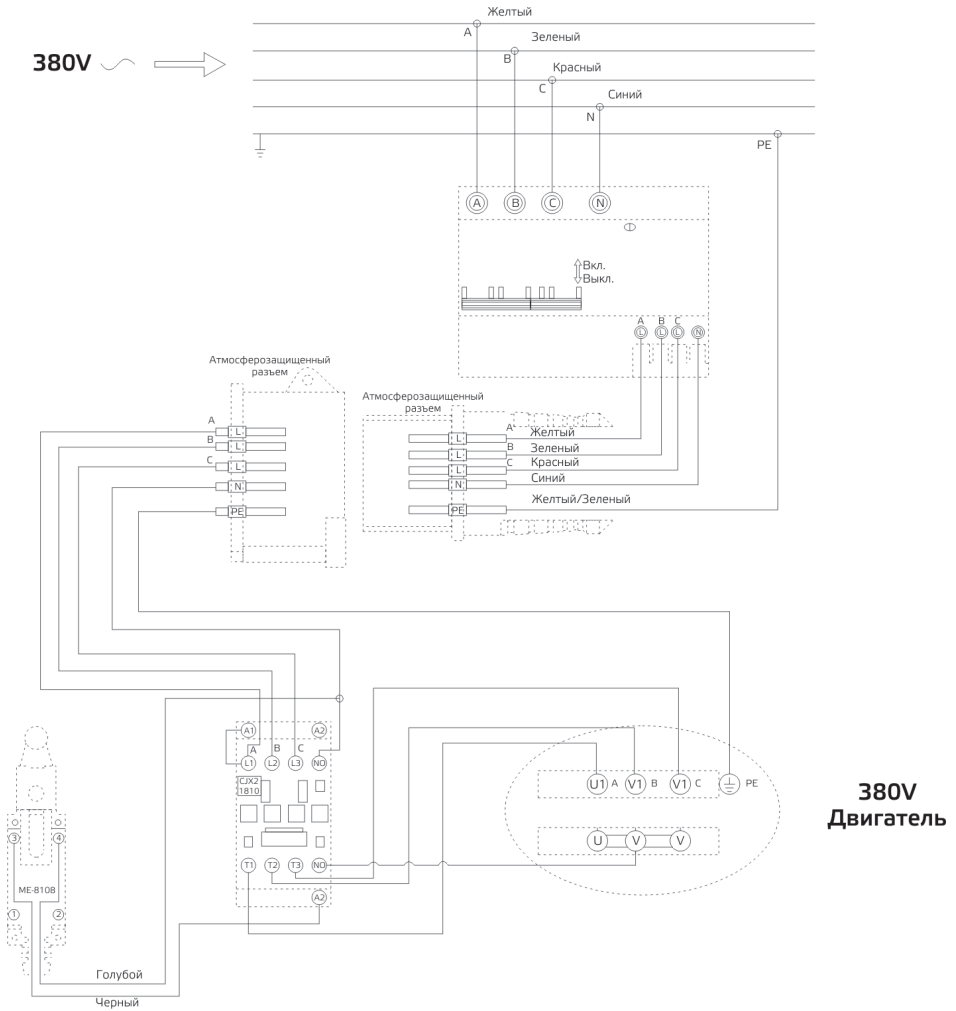 Желтый
A
Зеленый
B
380V
Красный
C
Синий
N
PE
A B C N
Вкл.
Выкл.
A B C
L L L N
Атмосферозащищенный
разъем
Атмосферозащищенный
разъем
A
L
B
L
C
L
N
PE
A
L
Желтый
B
L
Зеленый
C
L
Красный
N
Синий
PE
Желтый/Зеленый
A1
A2
A B C
L1 L2 L3 NO
CJX2
1810
T1 T2 T3 NO
A2
3 4
ME-8108
1 2
Голубой
Черный
U1 A V1 B V1 C PE
U V V
380V
Двигатель